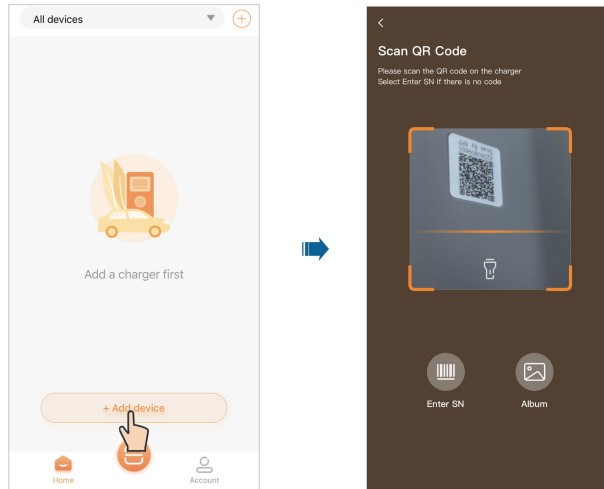 All devices
Add a charger first
+ Add device
Home
Account
Scan QR Code
Please scan the QR code on the charger
Select Enter SN If there is no code
Enter SN
Album